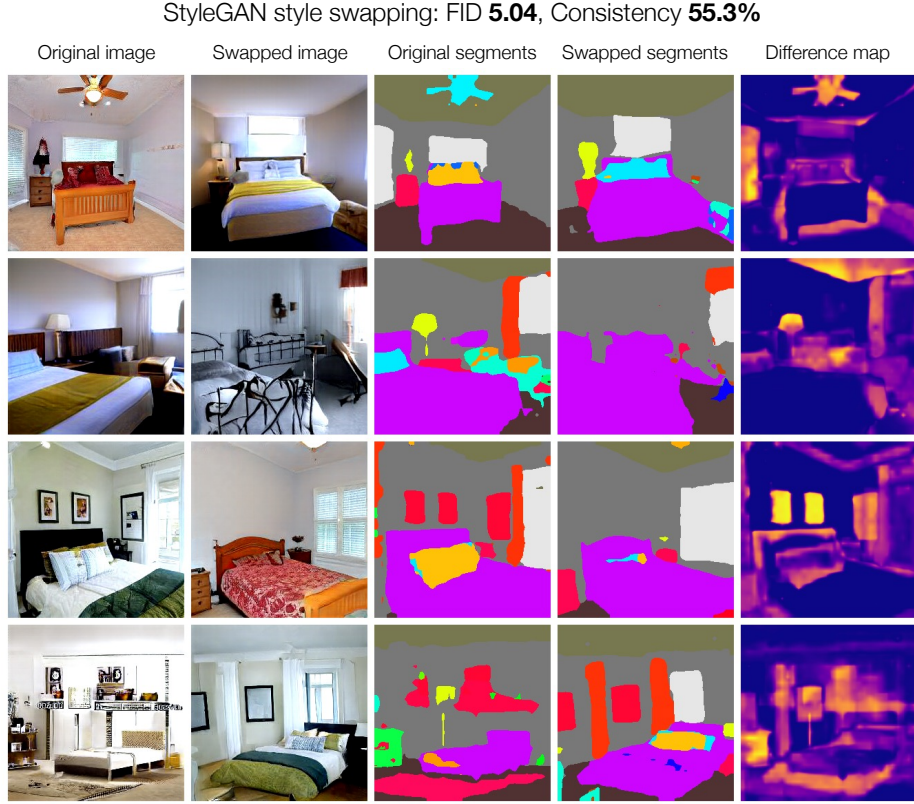 StyleGAN style swapping: FID 5.04, Consistency 55.3%
Original image Swapped image Original segments Swapped segments Difference map